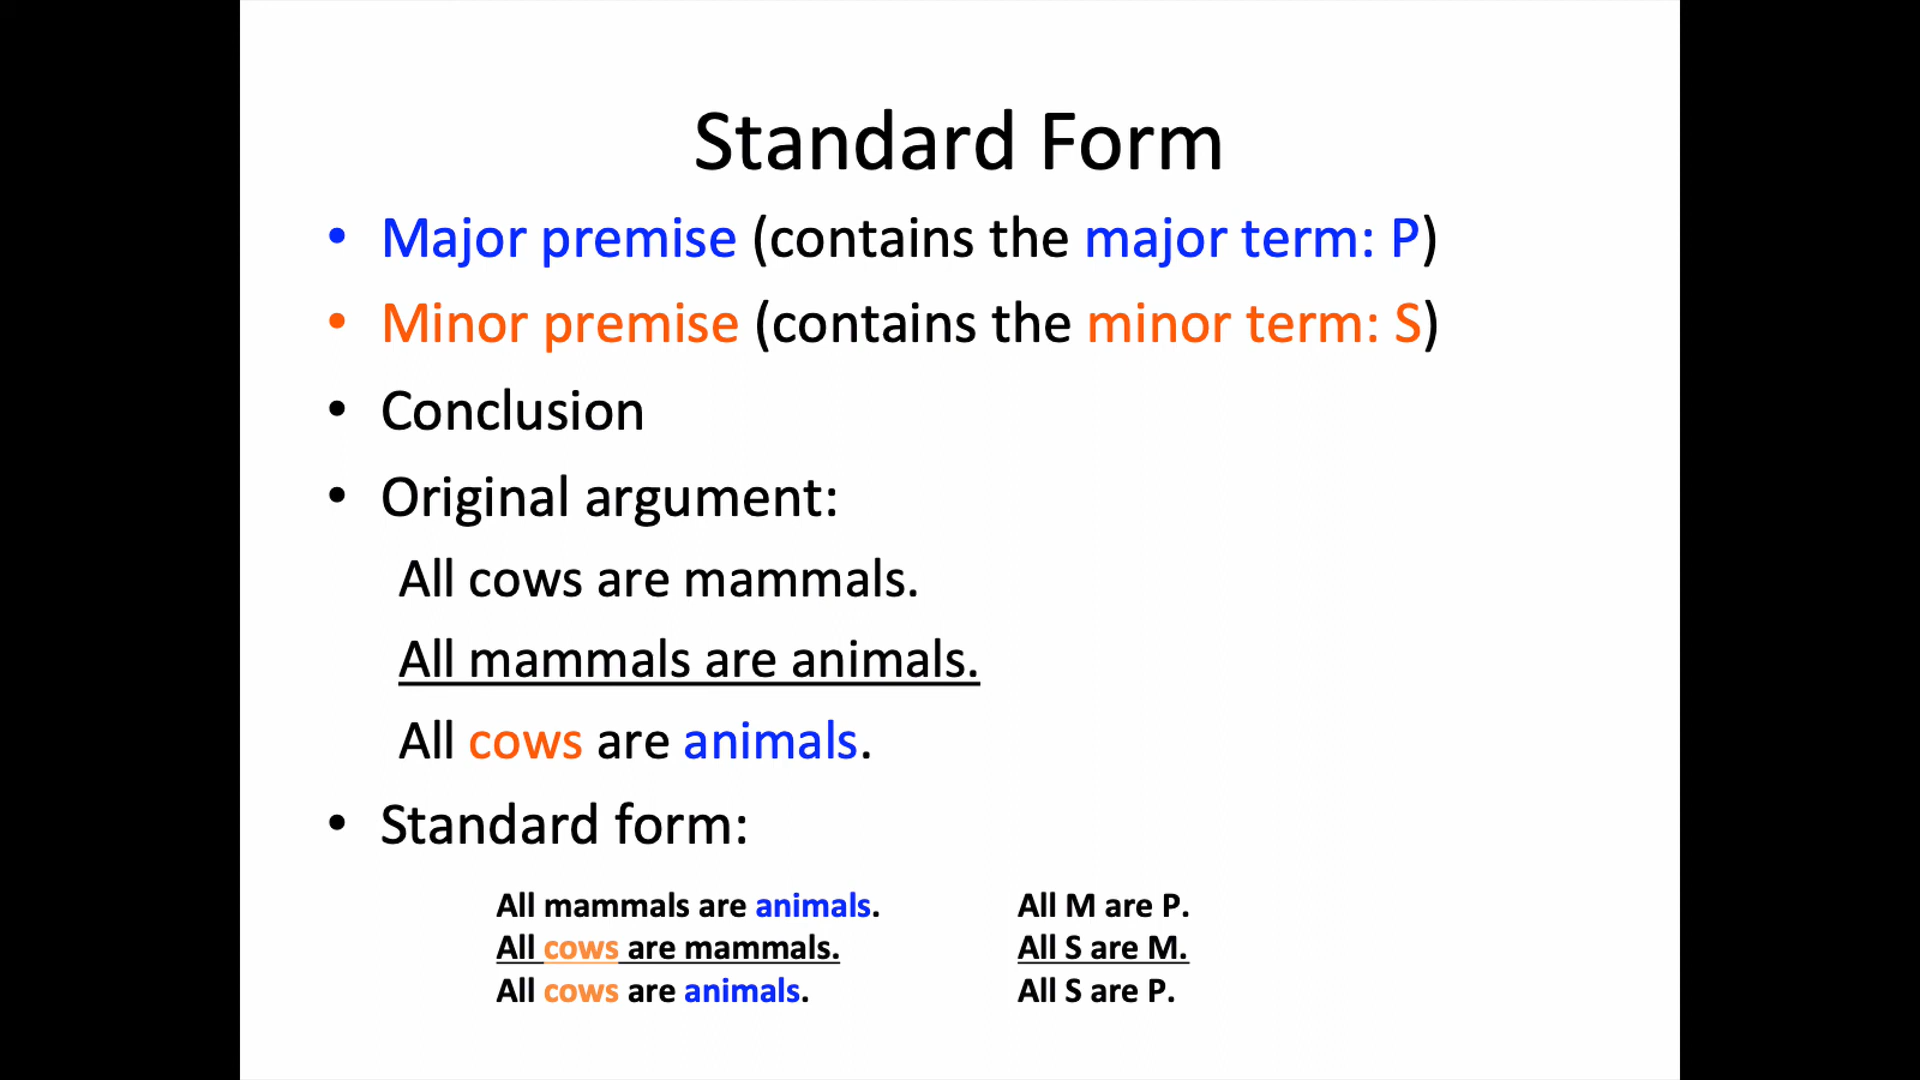 Standard Form
• Major premise (contains the major term: P)
• Minor premise (contains the minor term: S)
• Conclusion
• Original argument:
All cows are mammals.
All mammals are animals.
All cows are animals.
• Standard form:
All mammals are animals.
All cows are mammals.
All cows are animals.
All M are P.
All S are M.
All S are P.